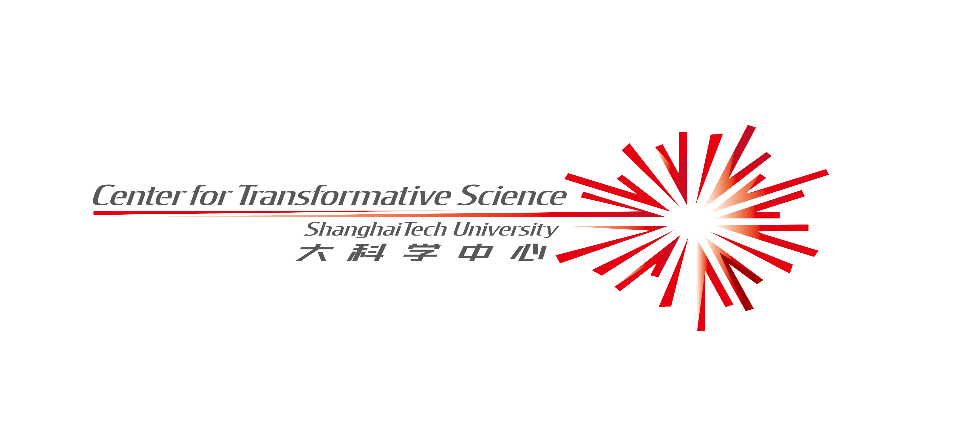 Center for Transformative Science
ShanghaiTech University
大科学中心